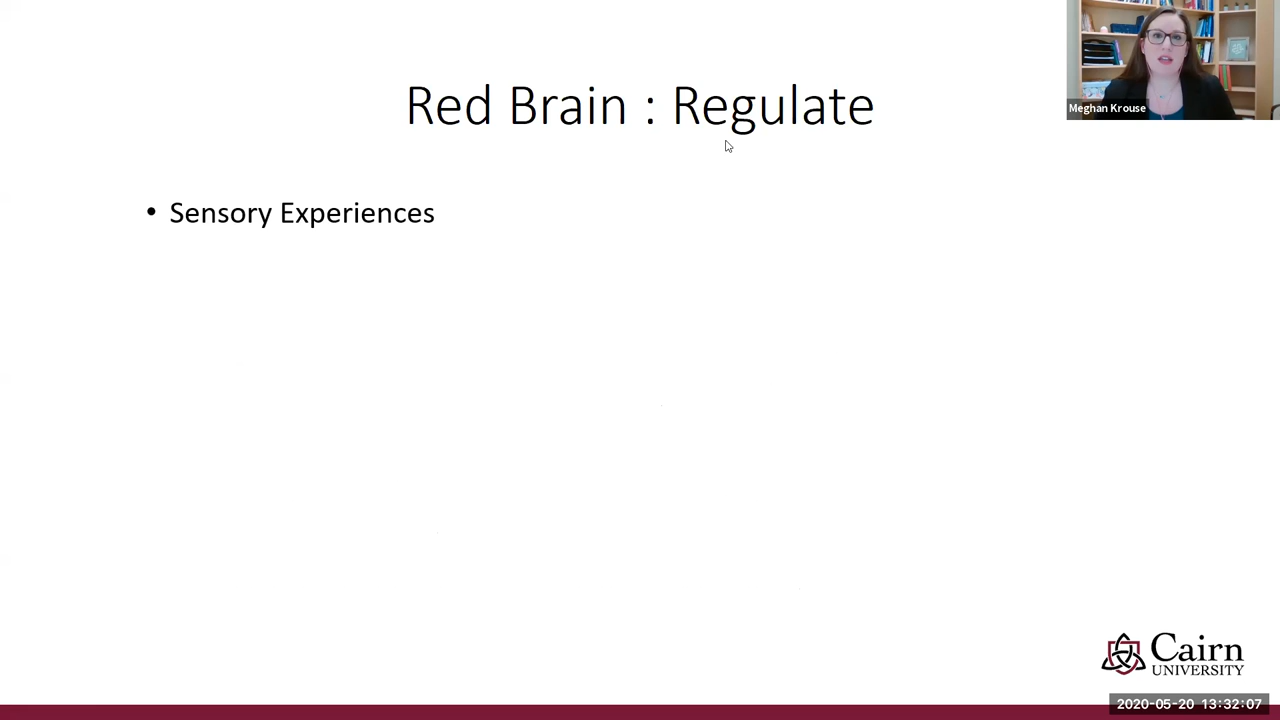 Red Brain : Regulate
Meghan Krouse
• Sensory Experiences
Cairn
UNIVERSITY
2020-05-20 13:32:07